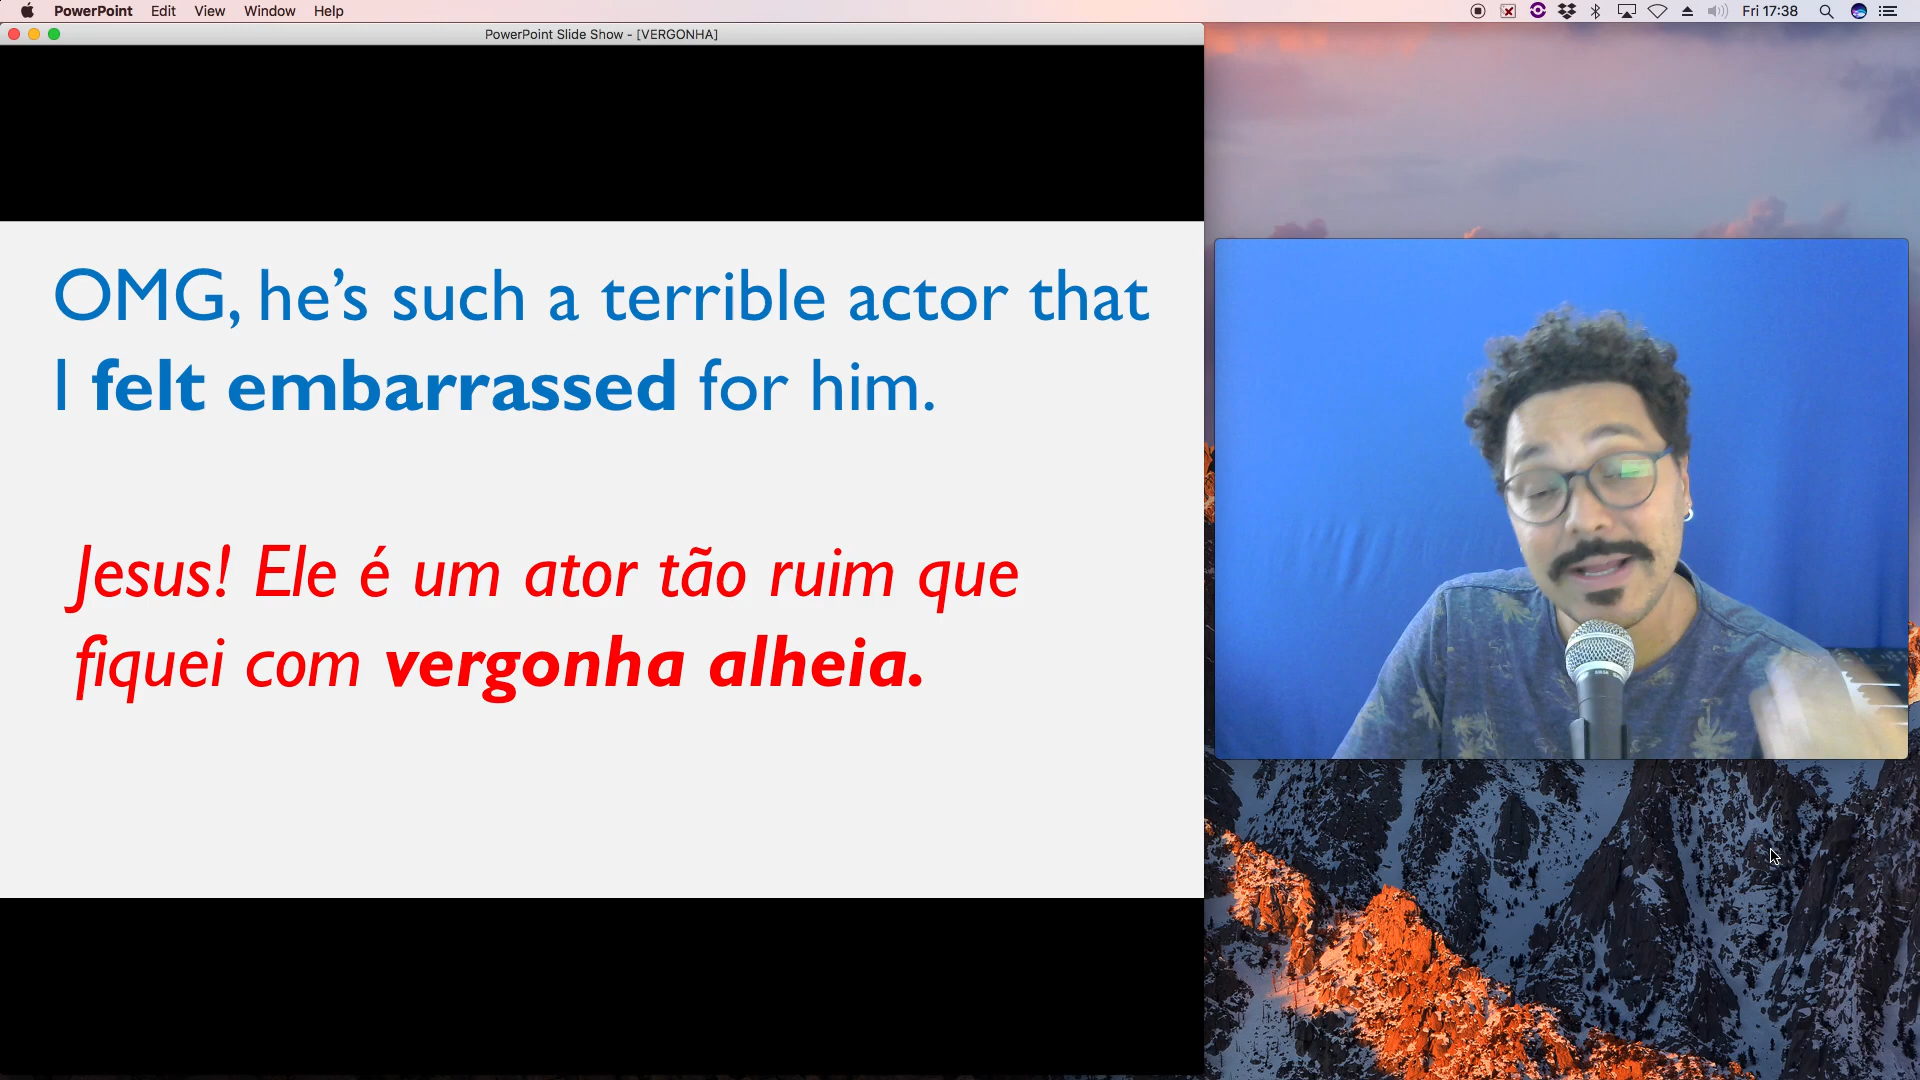 PowerPoint Edit View Window Help Fri 17:38
PowerPoint Slide Show - [VERGONHA]
OMG, he's such a terrible actor that
I felt embarrassed for him.
Jesus! Ele é um ator tão ruim que
fiquei com vergonha alheia.